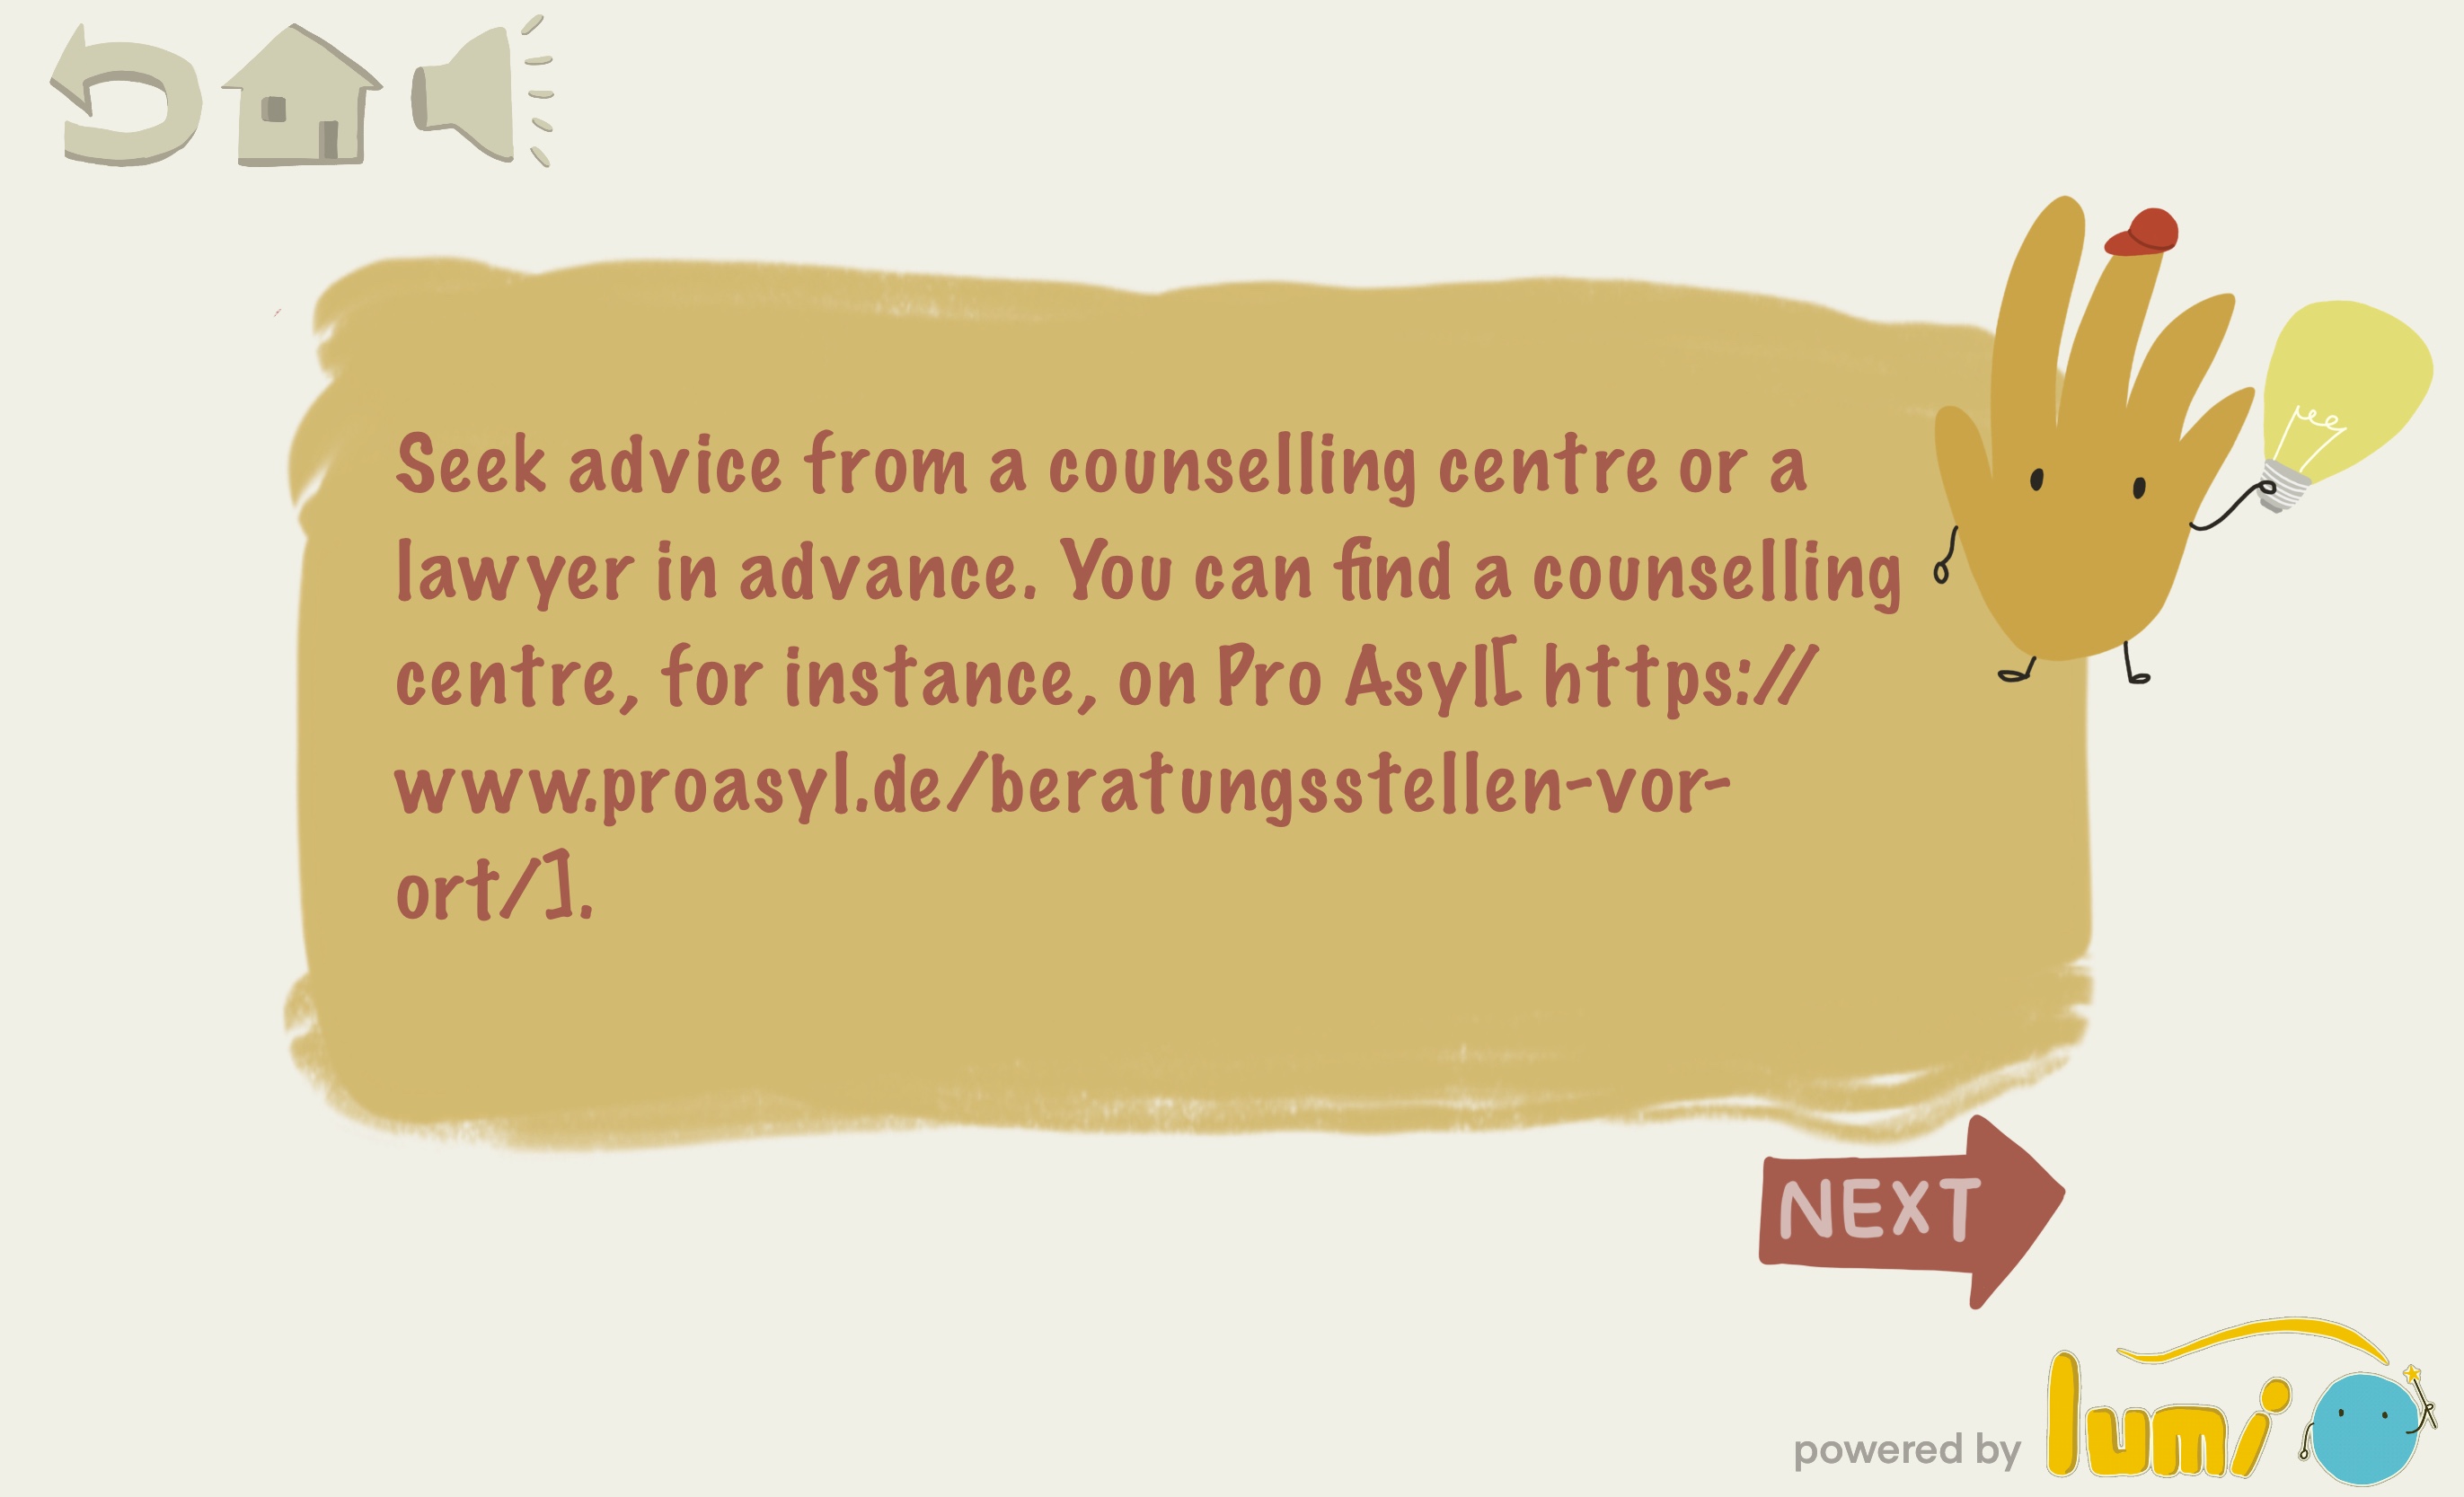 Seek advice from a counselling centre or a
lawyer in advance. You can find a counselling
centre, for instance, on Pro Asyl[ https://
www.proasyl.de/beratungsstellen-vor-
ort/].
NEXT
powered by lumi